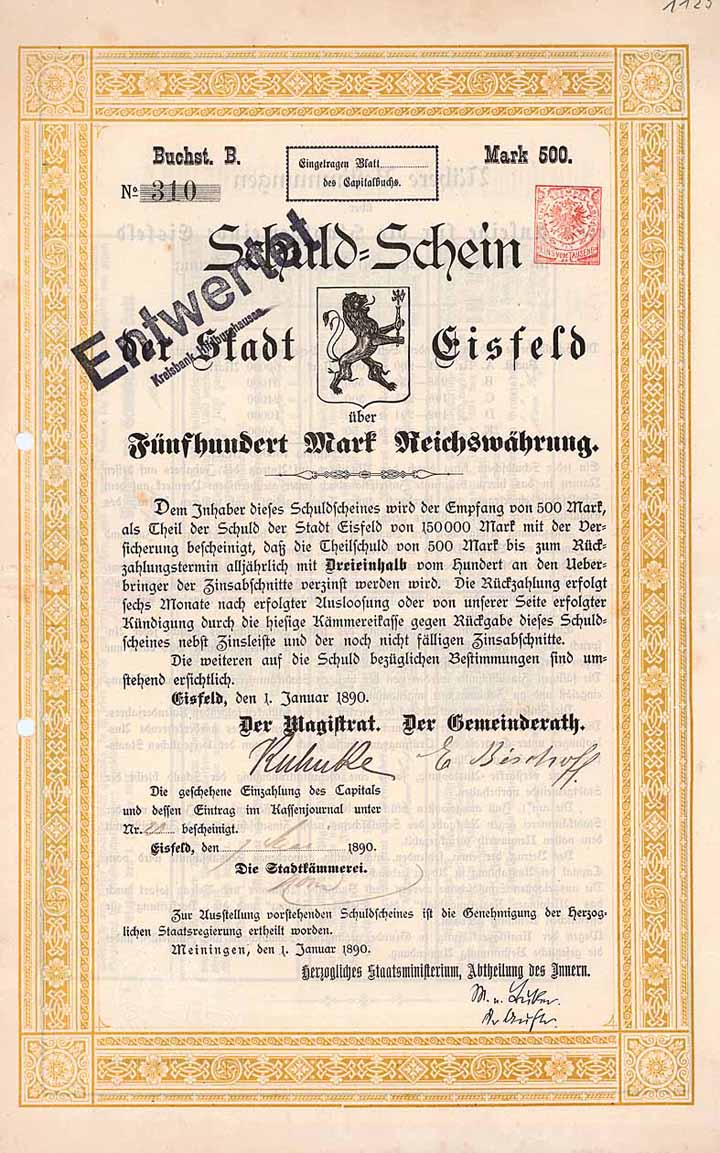 1125
Buchst. B.
Eingetragen Blatt
des Capitalbuchs.
Mark 500.
No 310
Schuld=Schein
Entwertet
Kreisbank Hildburghausen
der Stadt Eisfeld
über
Fünfhundert Mark Reichswährung.
Dem Inhaber dieses Schuldscheines wird der Empfang von 500 Mark,
als Theil der Schuld der Stadt Eisfeld von 150000 Mark mit der Ver-
sicherung bescheinigt, daß die Theilschuld von 500 Mark bis zum Rück-
zahlungstermin alljährlich mit Dreieinhalb vom Hundert an den Ueber-
bringer der Zinsabschnitte verzinst werden wird. Die Rückzahlung erfolgt
sechs Monate nach erfolgter Ausloosung oder von unserer Seite erfolgter
Kündigung durch die hiesige Kämmereikasse gegen Rückgabe dieses Schuld-
scheines nebst Zinsleiste und der noch nicht fälligen Zinsabschnitte.
Die weiteren auf die Schuld bezüglichen Bestimmungen sind um-
stehend ersichtlich.
Eisfeld, den 1. Januar 1890.
Der Magistrat. Der Gemeinderath.
E Bischoff
Die geschehene Einzahlung des Capitals
und dessen Eintrag im Kassenjournal unter
Nr. bescheinigt.
Eisfeld, den 1890.
Die Stadtkämmerei.
Zur Ausstellung vorstehenden Schuldscheines ist die Genehmigung der Herzog-
lichen Staatsregierung ertheilt worden.
Meiningen, den 1. Januar 1890.
Herzogliches Staatsministerium, Abtheilung des Innern.